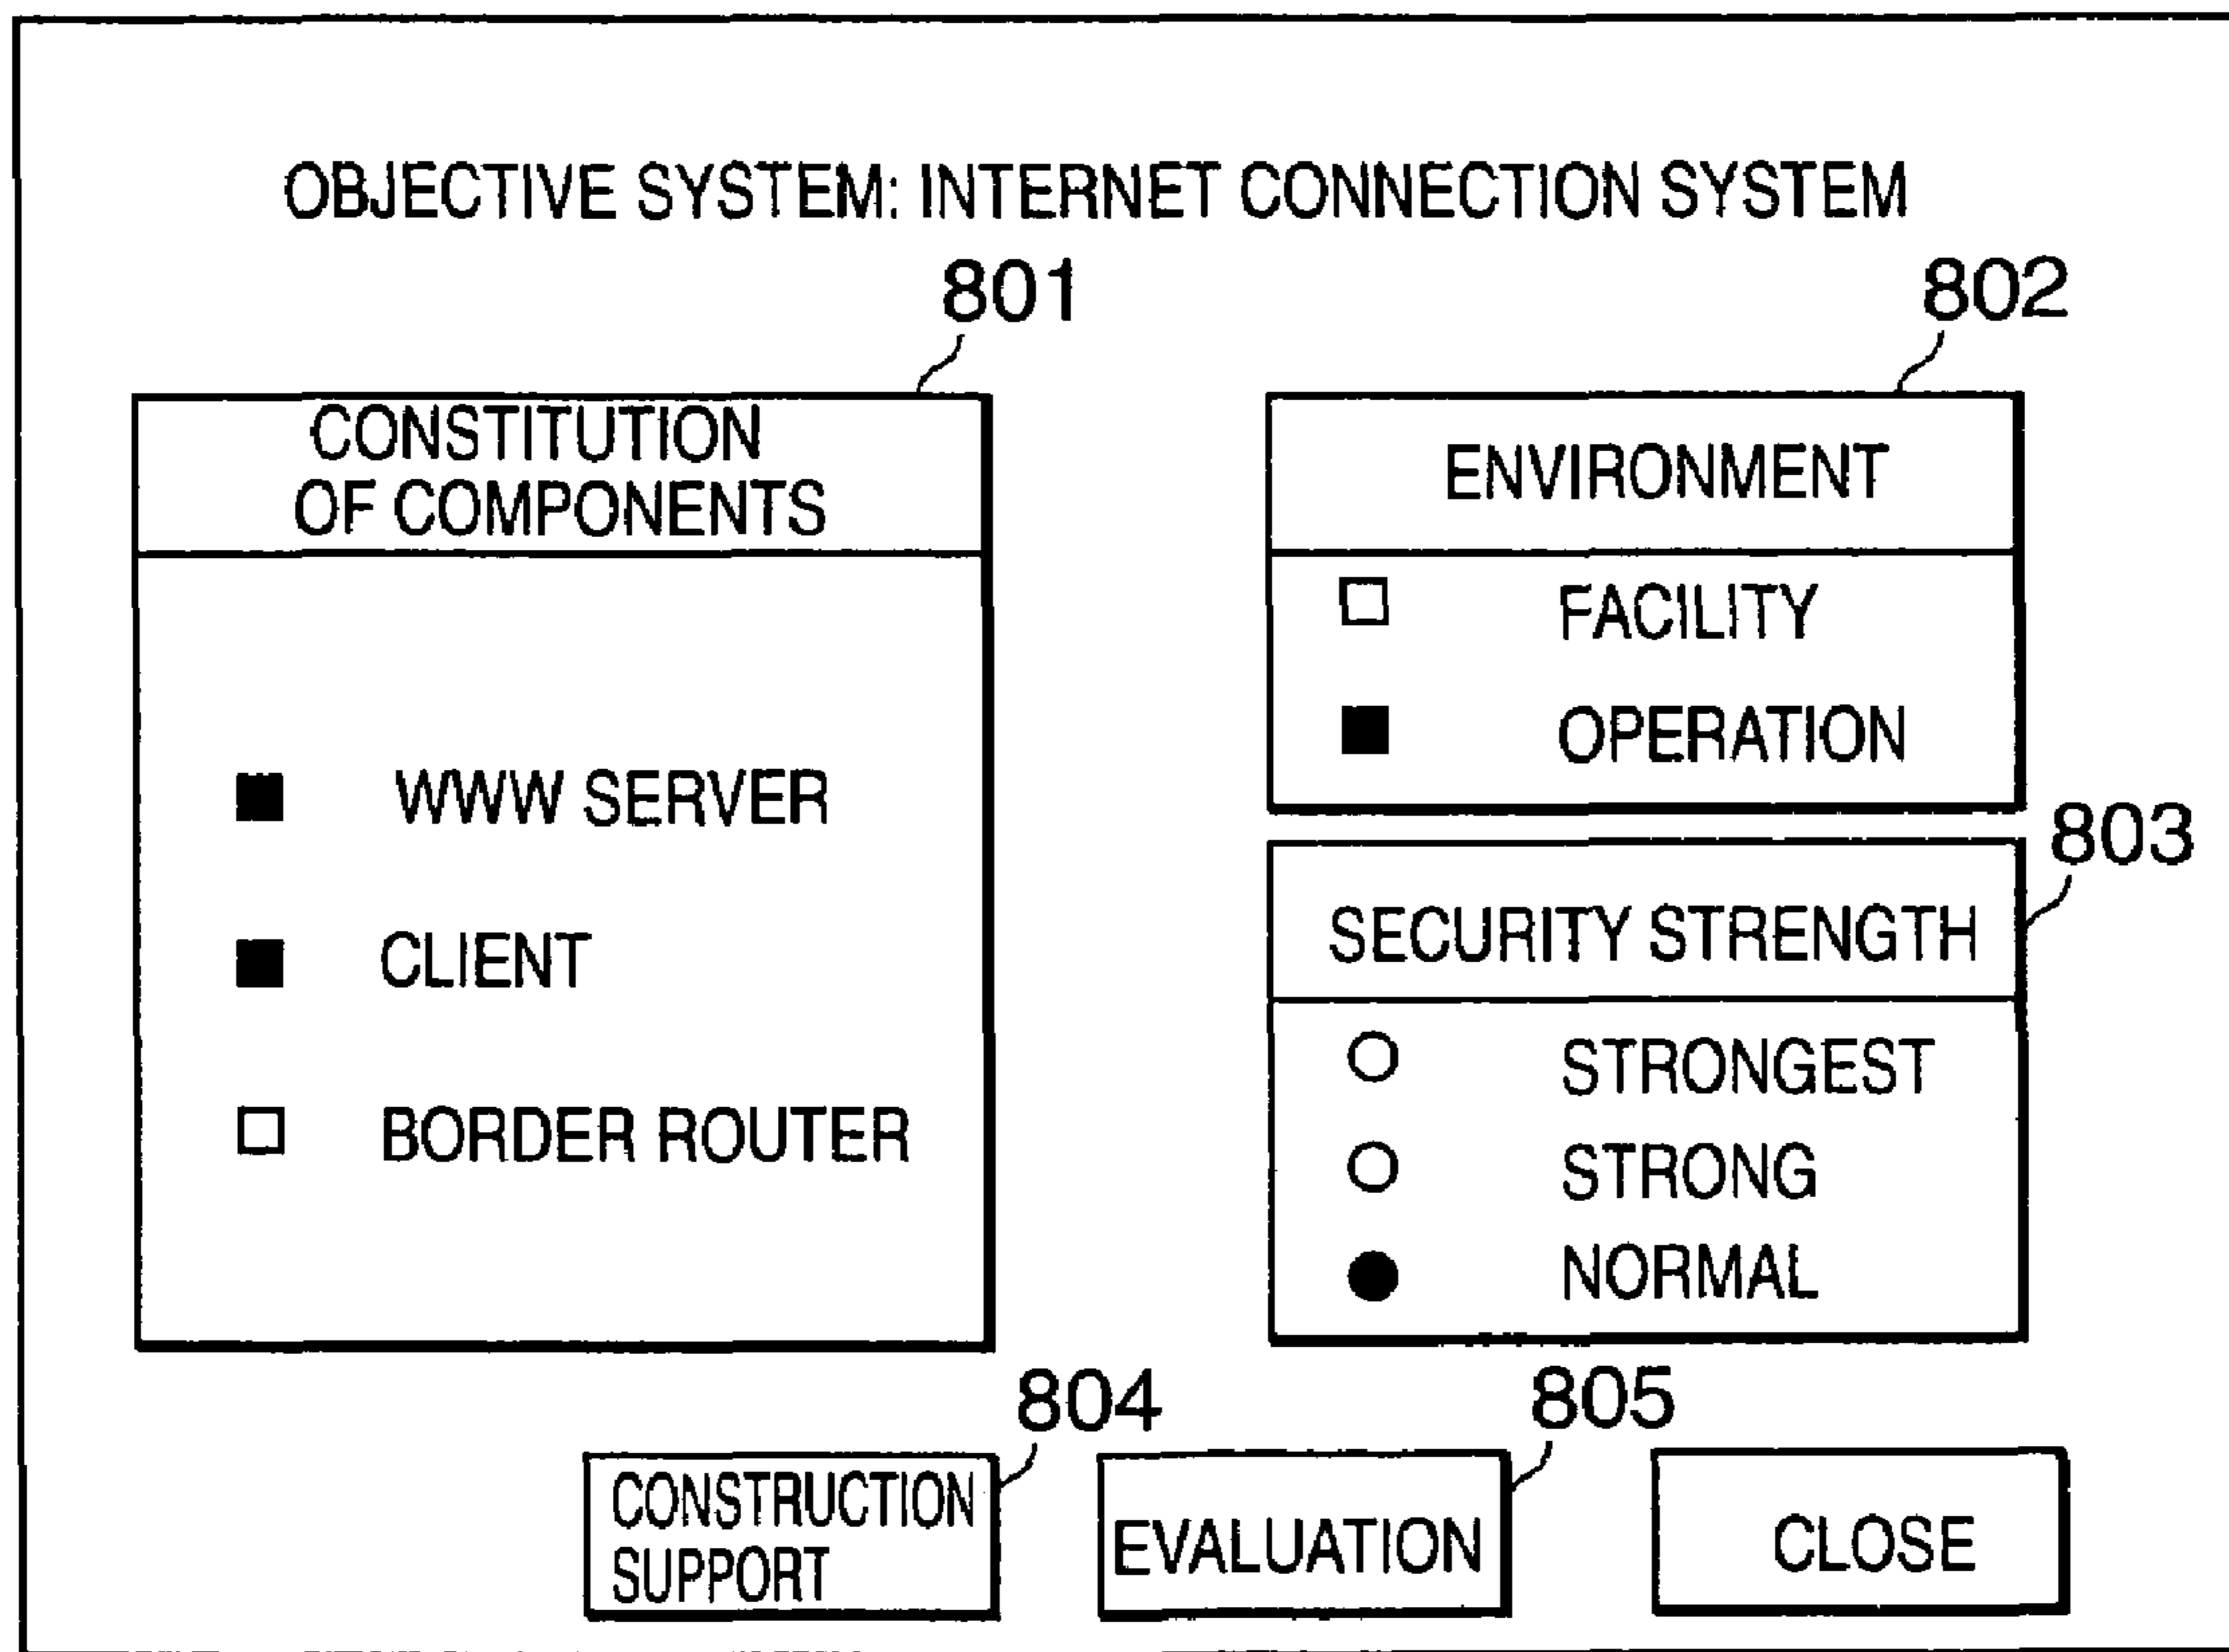 OBJECTIVE SYSTEM: INTERNET CONNECTION SYSTEM
801
CONSTITUTION
OF COMPONENTS
WWW SERVER
CLIENT
BORDER ROUTER
802
ENVIRONMENT
FACILITY
OPERATION
803
SECURITY STRENGTH
STRONGEST
STRONG
NORMAL
804
CONSTRUCTION
SUPPORT
805
EVALUATION
CLOSE